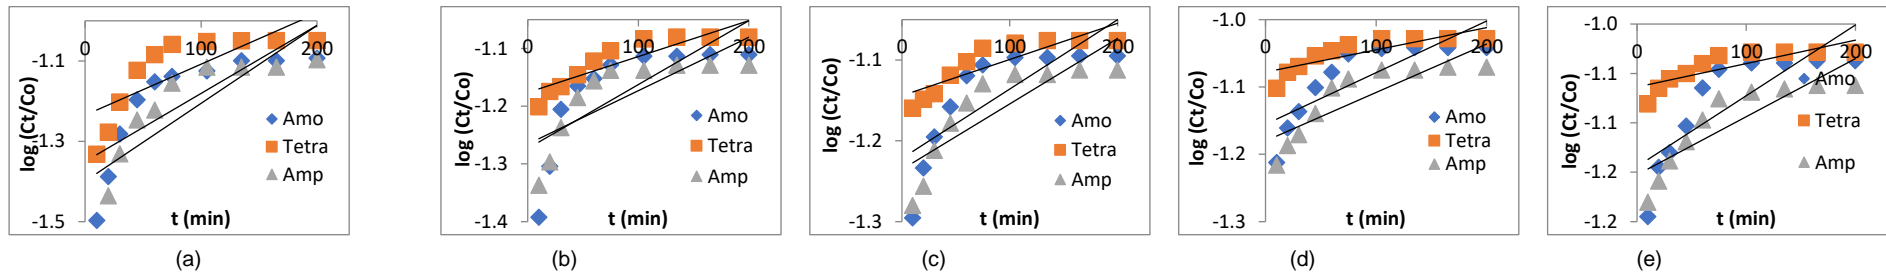 0
100
200
-1.1
-1.3
-1.5
log (Ct/Co)
t (min)
Amo
Tetra
Amp
(a)
0
100
200
-1.1
-1.2
-1.3
-1.4
log (Ct/Co)
t (min)
Amo
Tetra
Amp
(b)
0
100
200
-1.1
-1.2
-1.3
log (Ct/Co)
t (min)
Amo
Tetra
Amp
(c)
-1.0
0
100
200
-1.1
-1.2
-1.3
log (Ct/Co)
t (min)
Amo
Tetra
Amp
(d)
-1.0
0
100
200
-1.1
-1.1
-1.2
-1.2
log (Ct/Co)
t (min)
Amo
Tetra
Amp
(e)